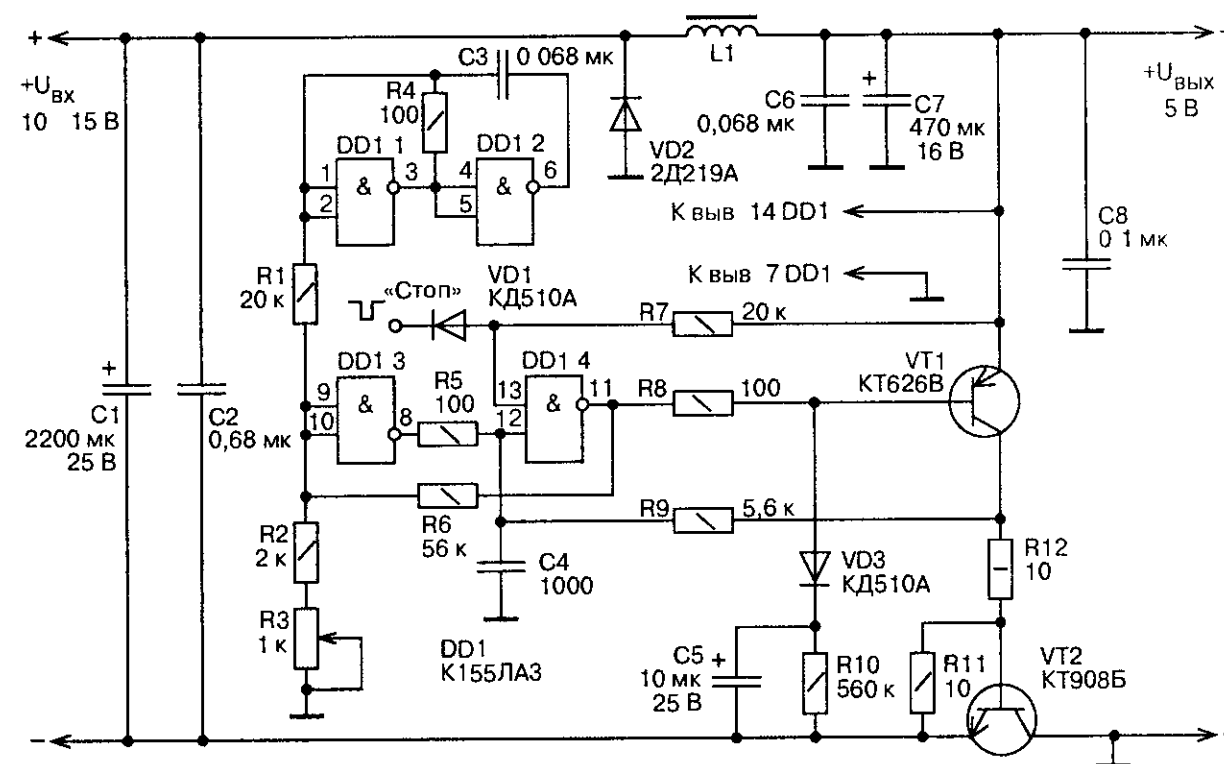 +
+U ВХ
10 15 В
C3
0 068 мк
R4
100
DD1 1
1
2
&
3
DD1 2
4
5
&
6
VD2
2Д219А
L1
C6
0,068 мк
+
C7
470 мк
16 В
+U ВЫХ
5 В
К выв 14 DD1
К выв 7 DD1
C8
0 1 мк
R1
20 к
«Стоп»
VD1
КД510А
R7
20 к
DD1 3
9
10
&
8
R5
100
DD1 4
13
12
&
11
R8
100
VT1
КТ626В
+
C1
2200 мк
25 В
C2
0,68 мк
R6
56 к
R9
5,6 к
R2
2 к
C4
1000
VD3
КД510А
R12
10
R3
1 к
DD1
К155ЛА3
C5
+
10 мк
25 В
R10
560 к
R11
10
VT2
КТ908Б
−